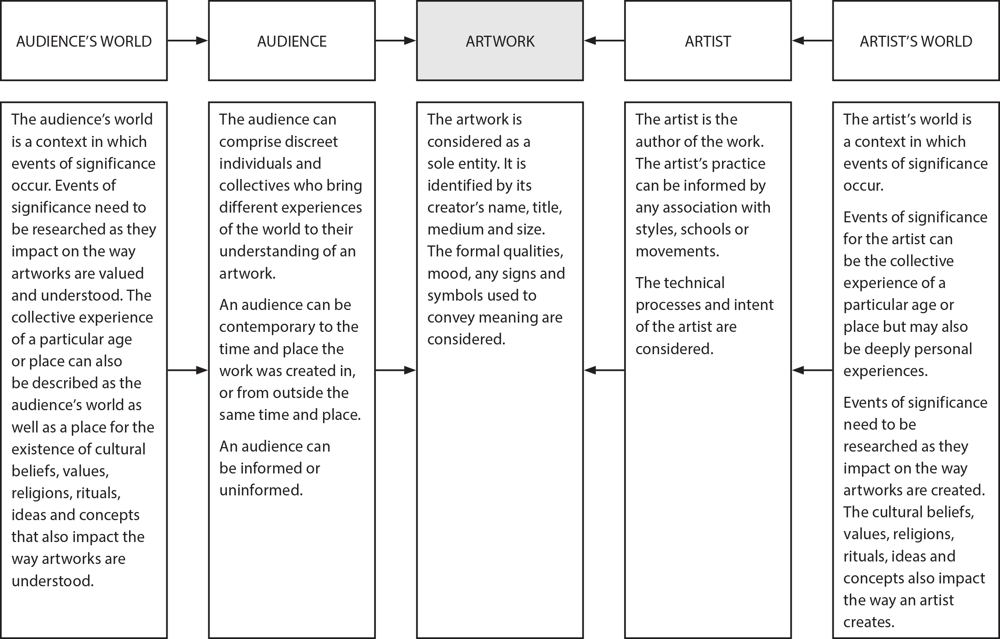 AUDIENCE’S WORLD
AUDIENCE
ARTWORK
ARTIST
ARTIST’S WORLD
The audience’s world
is a context in which
events of significance
occur. Events of
significance need to
be researched as they
impact on the way
artworks are valued
and understood. The
collective experience
of a particular age
or place can also
be described as the
audience’s world as
well as a place for the
existence of cultural
beliefs, values,
religions, rituals,
ideas and concepts
that also impact the
way artworks are
understood.
The audience can
comprise discreet
individuals and
collectives who bring
different experiences
of the world to their
understanding of an
artwork.
An audience can be
contemporary to the
time and place the
work was created in,
or from outside the
same time and place.
An audience can
be informed or
uninformed.
The artwork is
considered as a
sole entity. It is
identified by its
creator’s name, title,
medium and size.
The formal qualities,
mood, any signs and
symbols used to
convey meaning are
considered.
The artist is the
author of the work.
The artist’s practice
can be informed by
any association with
styles, schools or
movements.
The technical
processes and intent
of the artist are
considered.
The artist’s world is
a context in which
events of significance
occur.
Events of significance
for the artist can
be the collective
experience of a
particular age or
place but may also
be deeply personal
experiences.
Events of significance
need to be
researched as they
impact on the way
artworks are created.
The cultural beliefs,
values, religions,
rituals, ideas and
concepts also impact
the way an artist
creates.